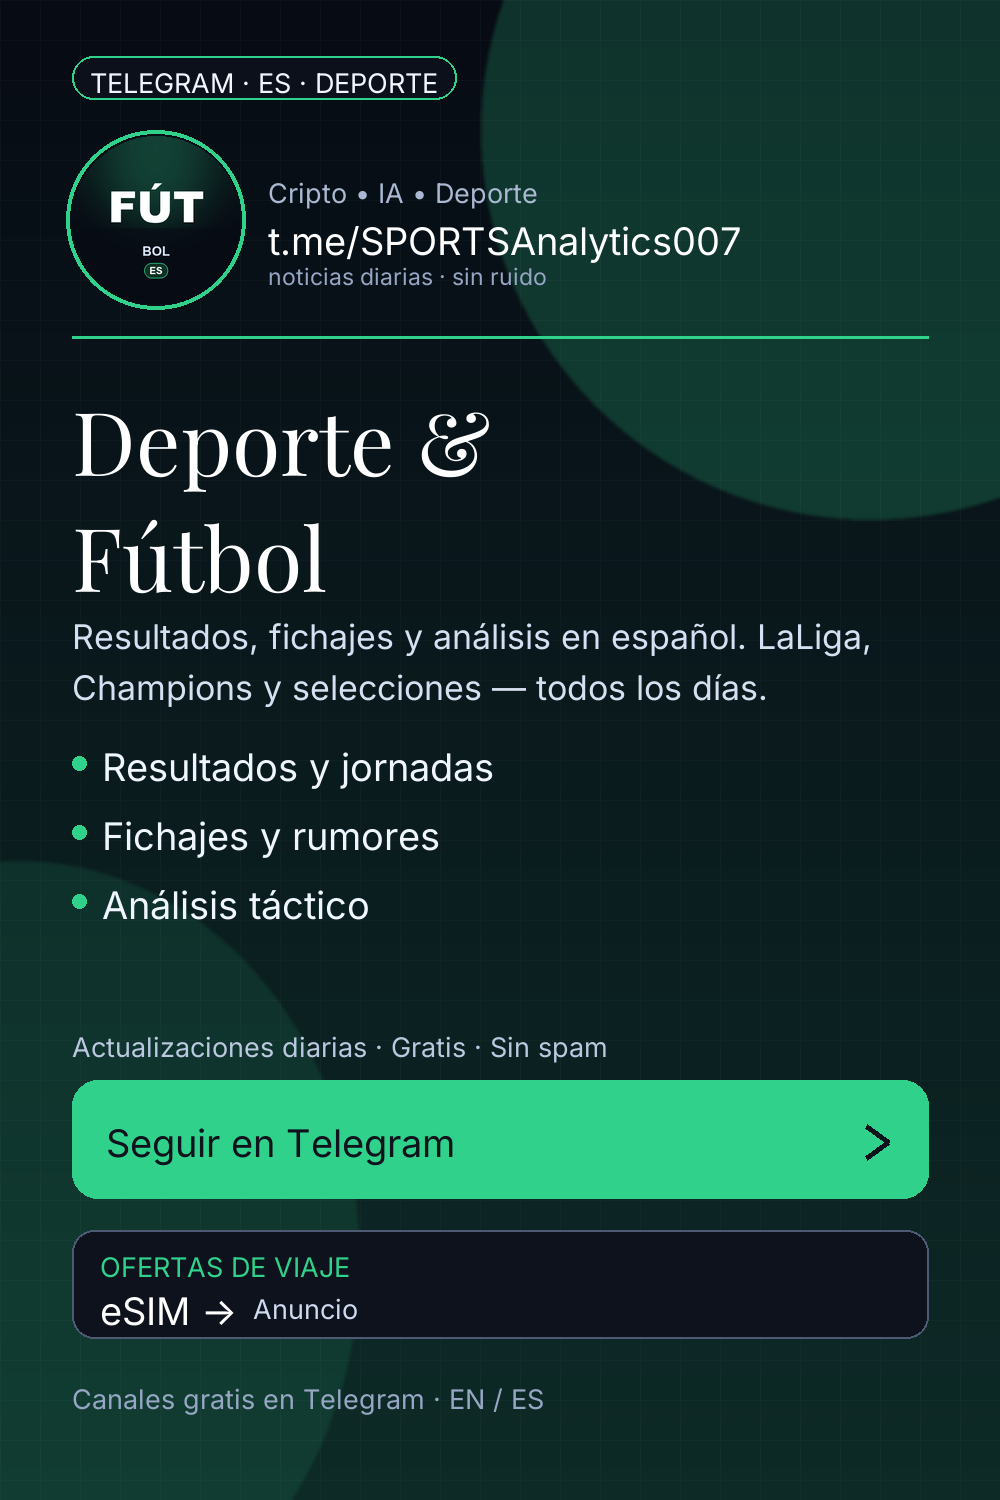 TELEGRAM · ES · DEPORTE
FÚT
BOL
ES
Cripto • IA • Deporte
t.me/SPORTSAnalytics007
noticias diarias · sin ruido
Deporte &
Fútbol
Resultados, fichajes y análisis en español. LaLiga,
Champions y selecciones — todos los días.
• Resultados y jornadas
• Fichajes y rumores
• Análisis táctico
Actualizaciones diarias · Gratis · Sin spam
Seguir en Telegram >
OFERTAS DE VIAJE
eSIM → Anuncio
Canales gratis en Telegram · EN / ES